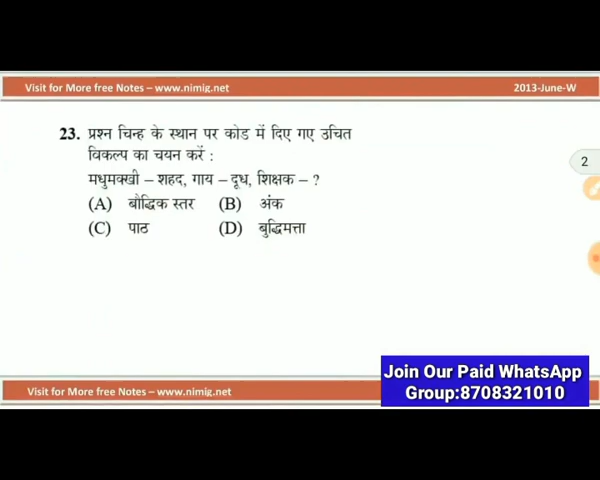 Visit for More free Notes – www.nimig.net 2013-June-W
23. प्रश्न चिन्ह के स्थान पर कोड में दिए गए उचित
विकल्प का चयन करें :
मधुमक्खी – शहद, गाय – दूध, शिक्षक – ?
(A) बौद्धिक स्तर (B) अंक
(C) पाठ (D) बुद्धिमत्ता
2
Join Our Paid WhatsApp
Group:8708321010
Visit for More free Notes – www.nimig.net